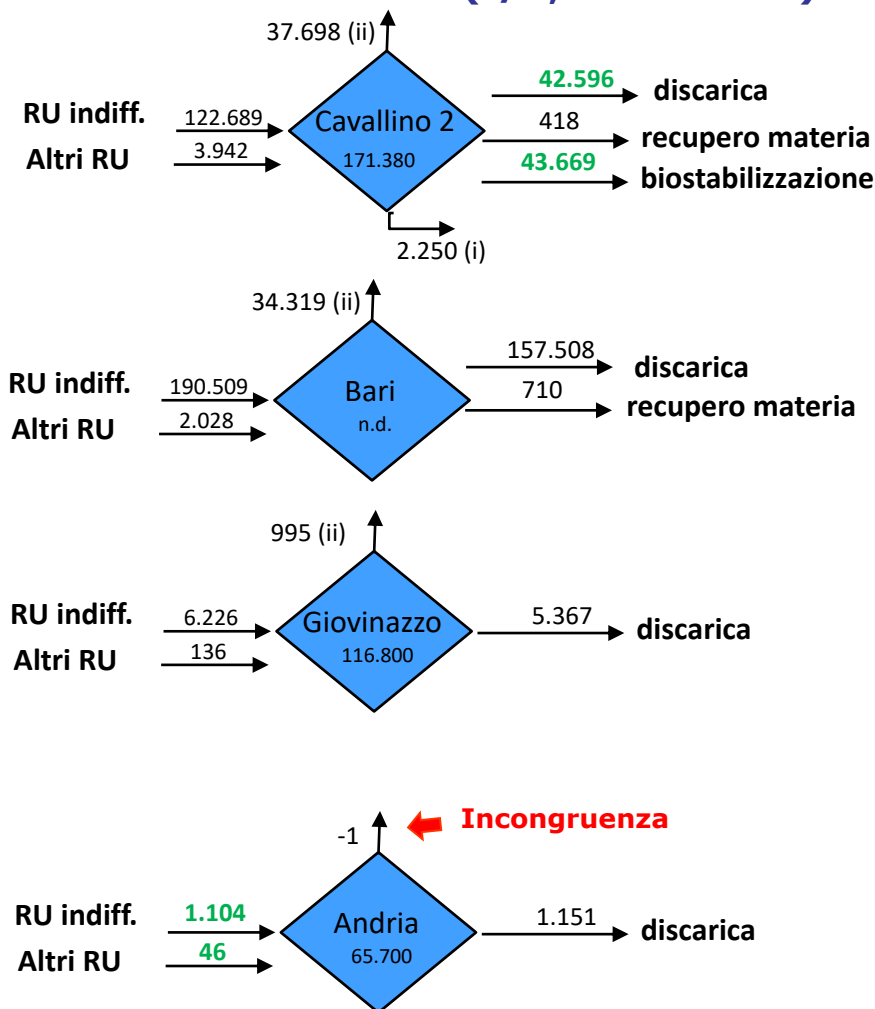 37.698 (ii)
RU indiff. 122.689 Cavallino 2 42.596 discarica
418 recupero materia
Altri RU 3.942 171.380 43.669 biostabilizzazione
2.250 (i)
34.319 (ii)
RU indiff. 190.509 Bari 157.508 discarica
Altri RU 2.028 n.d. 710 recupero materia
995 (ii)
RU indiff. 6.226 Giovinazzo 5.367 discarica
Altri RU 136 116.800
-1 Incongruenza
RU indiff. 1.104 Andria 1.151 discarica
Altri RU 46 65.700